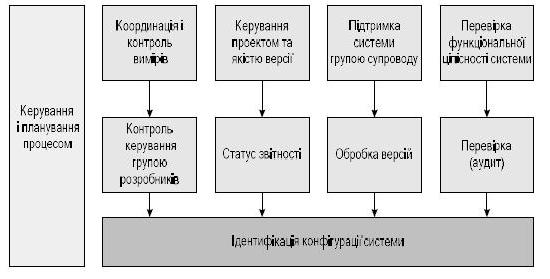 Керування
і планування
процесом
Координація і
контроль
вимірів
Керування
проектом та
якістю версії
Підтримка
системи
групою супроводу
Перевірка
функціональної
цілісності системи
Контроль
керування
групою
розробників
Статус звітності
Обробка версій
Перевірка
(аудит)
Ідентифікація конфігурації системи